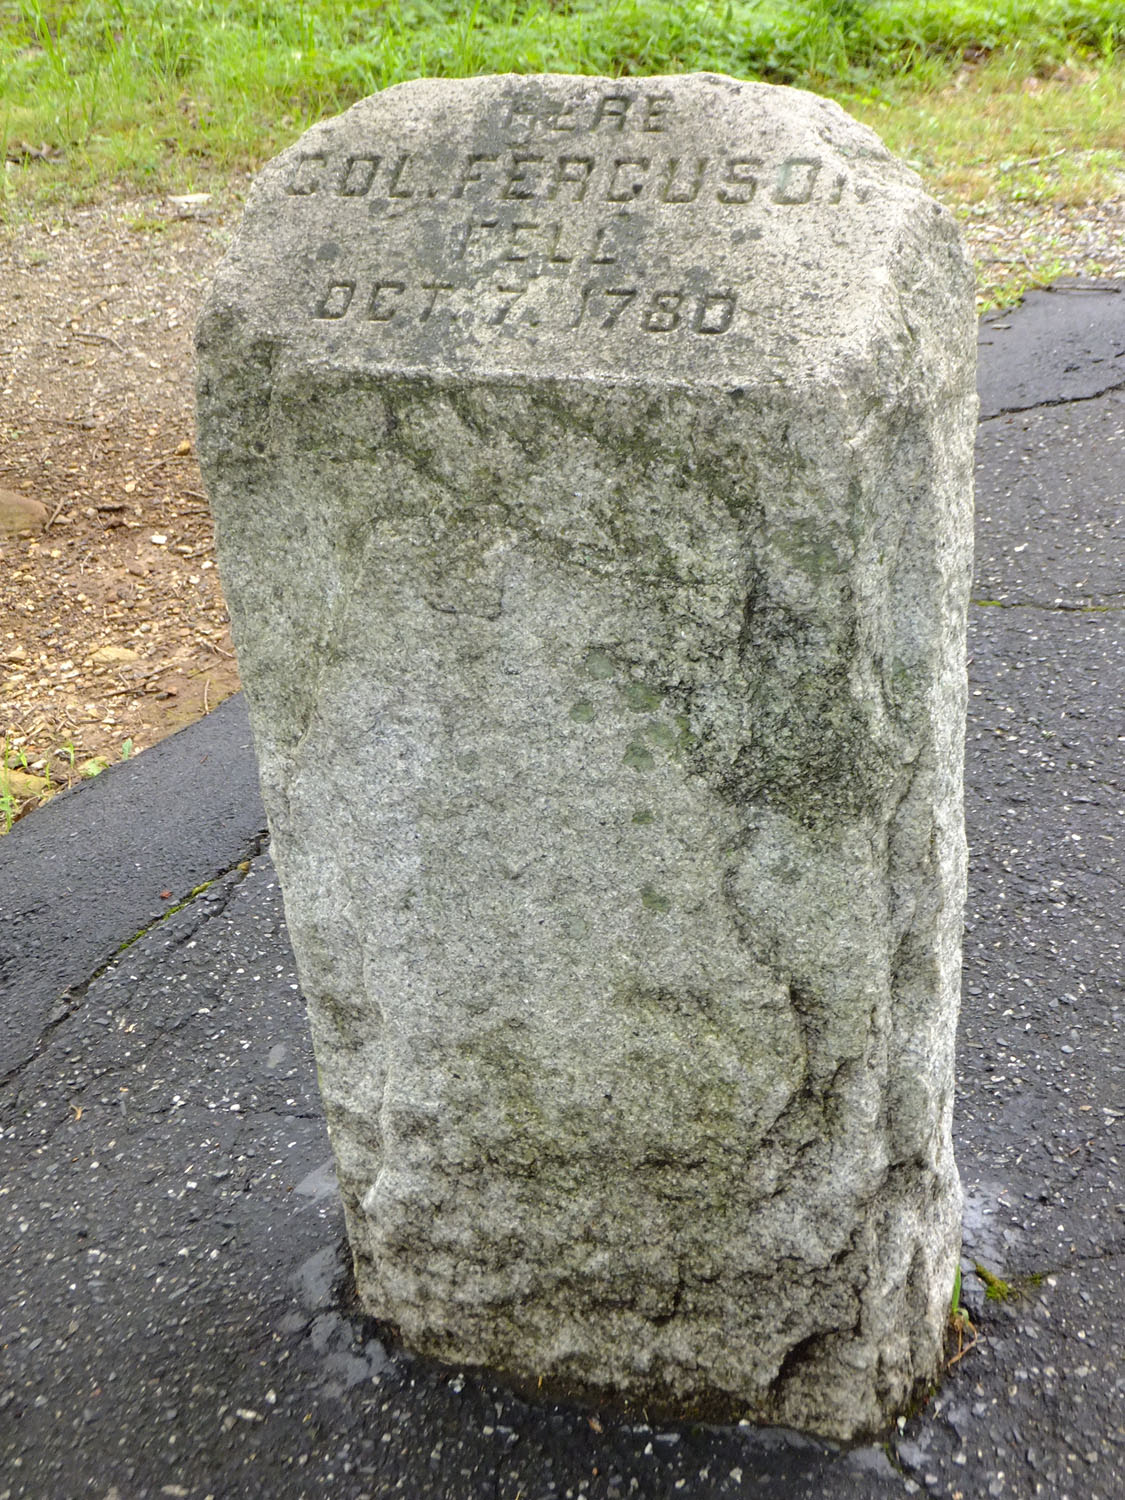 HERE
COL. FERGUSON
FELL
OCT. 7. 1780